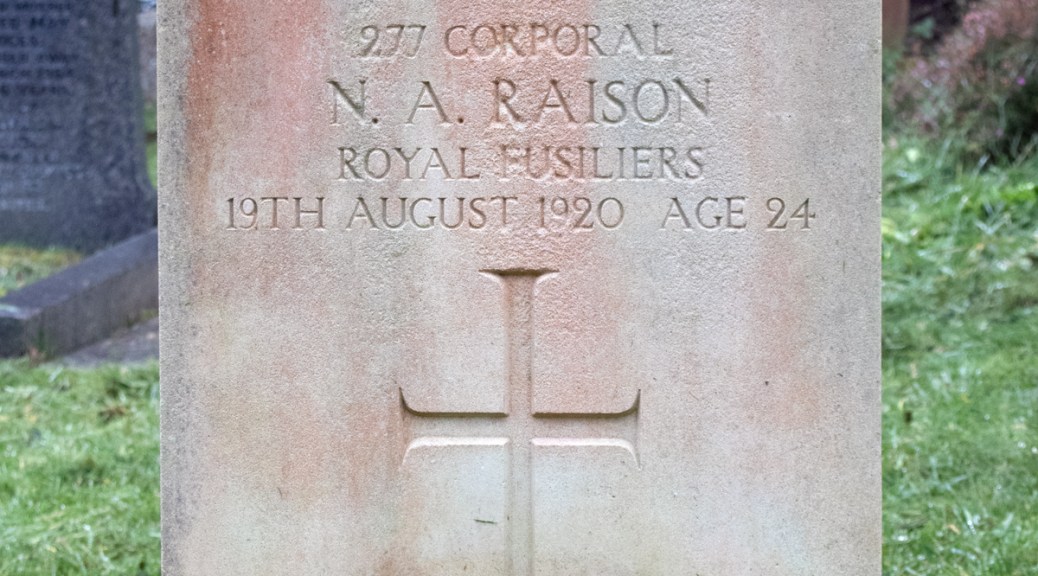 277 CORPORAL
N. A. RAISON
ROYAL FUSILIERS
19TH AUGUST 1920 AGE 24